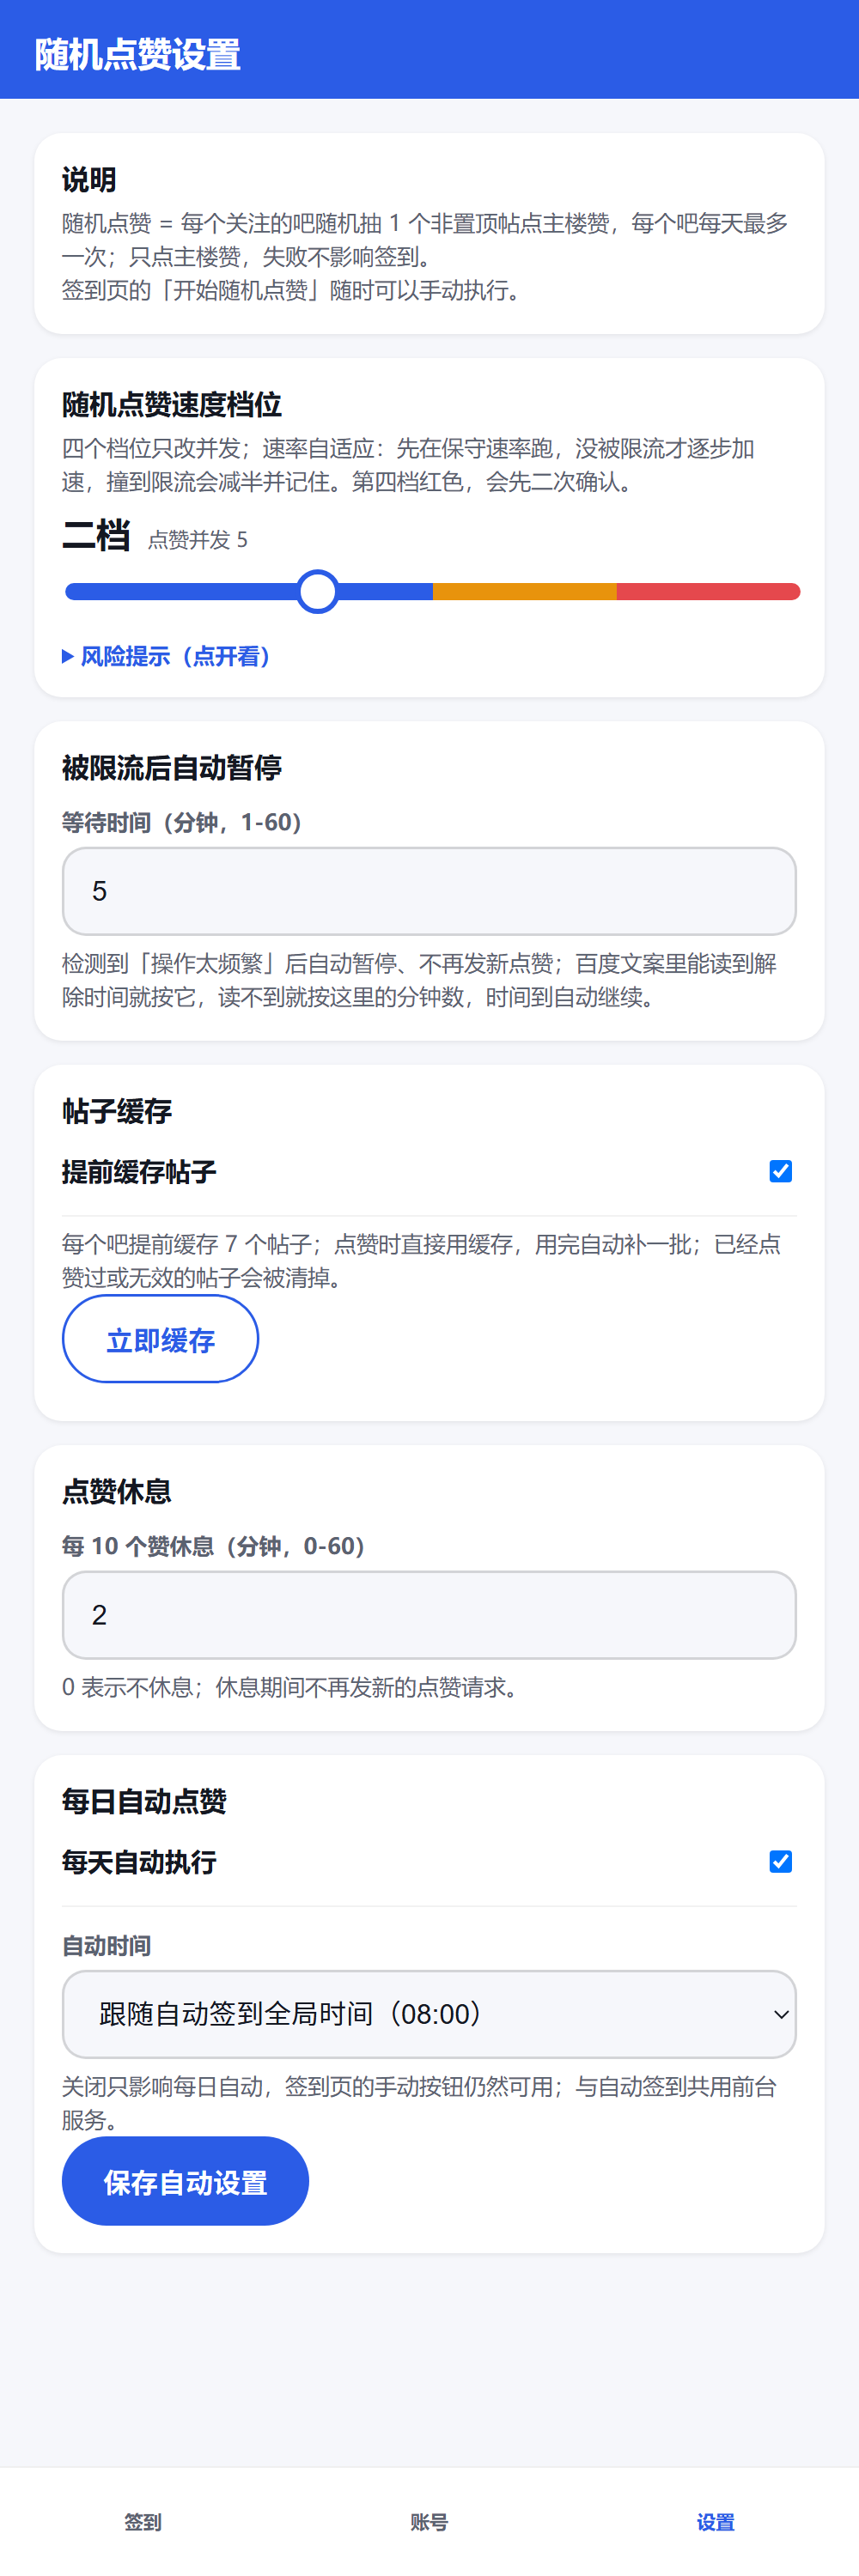 随机点赞设置
说明
随机点赞 = 每个关注的吧随机抽 1 个非置顶帖点主楼赞，每个吧每天最多
一次；只点主楼赞，失败不影响签到。
签到页的「开始随机点赞」随时可以手动执行。
随机点赞速度档位
四个档位只改并发；速率自适应：先在保守速率跑，没被限流才逐步加
速，撞到限流会减半并记住。第四档红色，会先二次确认。
二档 点赞并发 5
风险提示（点开看）
被限流后自动暂停
等待时间（分钟，1-60）
5
检测到「操作太频繁」后自动暂停、不再发新点赞；百度文案里能读到解
除时间就按它，读不到就按这里的分钟数，时间到自动继续。
帖子缓存
提前缓存帖子
每个吧提前缓存 7 个帖子；点赞时直接用缓存，用完自动补一批；已经点
赞过或无效的帖子会被清掉。
立即缓存
点赞休息
每 10 个赞休息（分钟，0-60）
2
0 表示不休息；休息期间不再发新的点赞请求。
每日自动点赞
每天自动执行
自动时间
跟随自动签到全局时间（08:00）
关闭只影响每日自动，签到页的手动按钮仍然可用；与自动签到共用前台
服务。
保存自动设置
签到 账号 设置